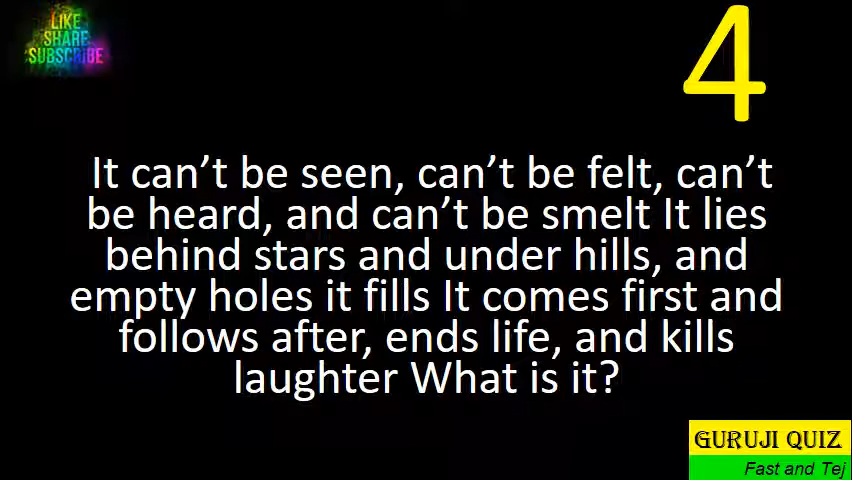 LIKE
SHARE
SUBSCRIBE
4
It can’t be seen, can’t be felt, can’t
be heard, and can’t be smelt It lies
behind stars and under hills, and
empty holes it fills It comes first and
follows after, ends life, and kills
laughter What is it?
GURUJI QUIZ
Fast and Tej